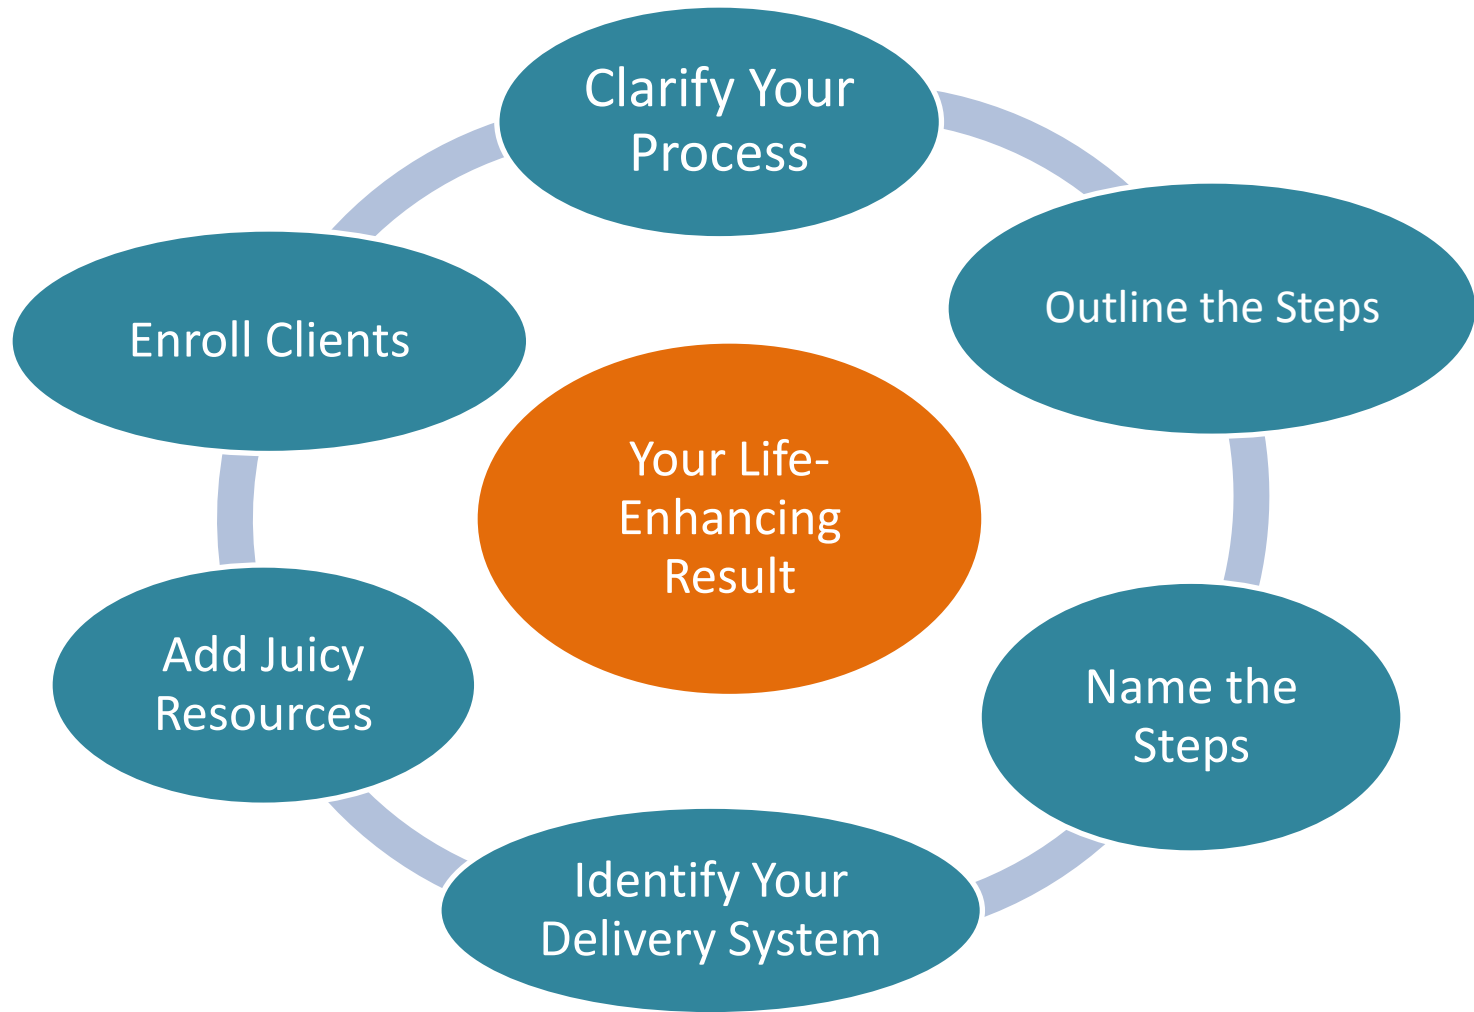 Clarify Your
Process
Outline the Steps
Name the
Steps
Identify Your
Delivery System
Add Juicy
Resources
Enroll Clients
Your Life-
Enhancing
Result